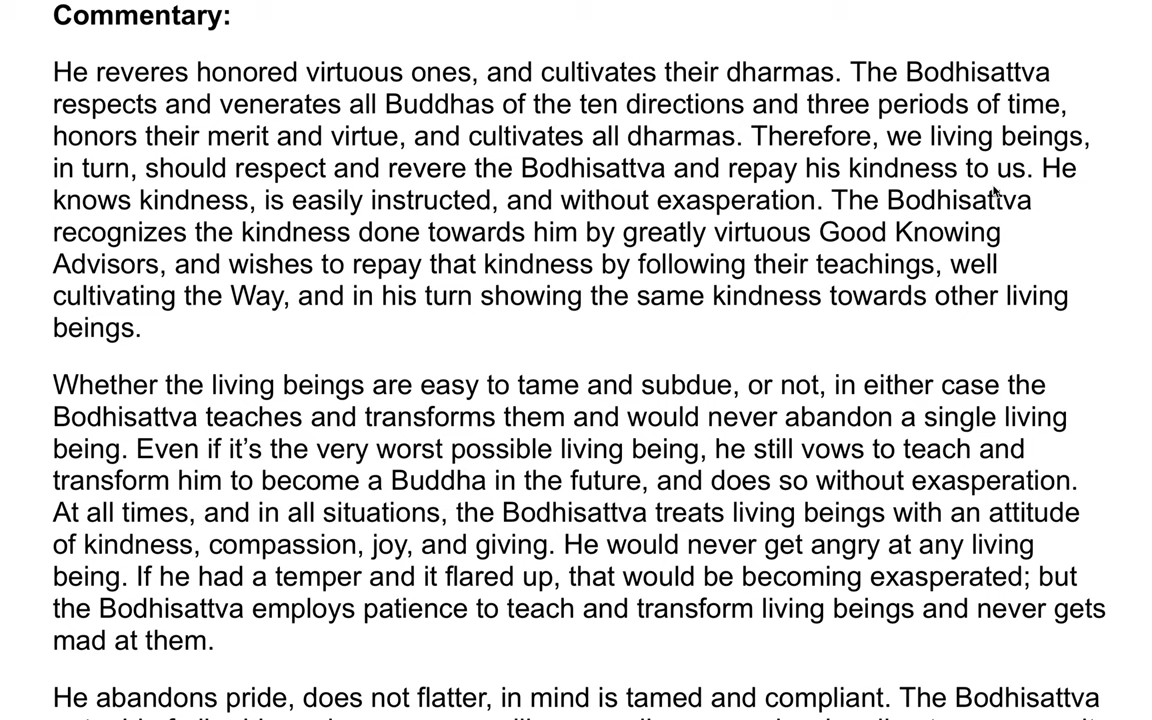 Commentary:
He reveres honored virtuous ones, and cultivates their dharmas. The Bodhisattva
respects and venerates all Buddhas of the ten directions and three periods of time,
honors their merit and virtue, and cultivates all dharmas. Therefore, we living beings,
in turn, should respect and revere the Bodhisattva and repay his kindness to us. He
knows kindness, is easily instructed, and without exasperation. The Bodhisattva
recognizes the kindness done towards him by greatly virtuous Good Knowing
Advisors, and wishes to repay that kindness by following their teachings, well
cultivating the Way, and in his turn showing the same kindness towards other living
beings.
Whether the living beings are easy to tame and subdue, or not, in either case the
Bodhisattva teaches and transforms them and would never abandon a single living
being. Even if it’s the very worst possible living being, he still vows to teach and
transform him to become a Buddha in the future, and does so without exasperation.
At all times, and in all situations, the Bodhisattva treats living beings with an attitude
of kindness, compassion, joy, and giving. He would never get angry at any living
being. If he had a temper and it flared up, that would be becoming exasperated; but
the Bodhisattva employs patience to teach and transform living beings and never gets
mad at them.
He abandons pride, does not flatter, in mind is tamed and compliant. The Bodhisattva